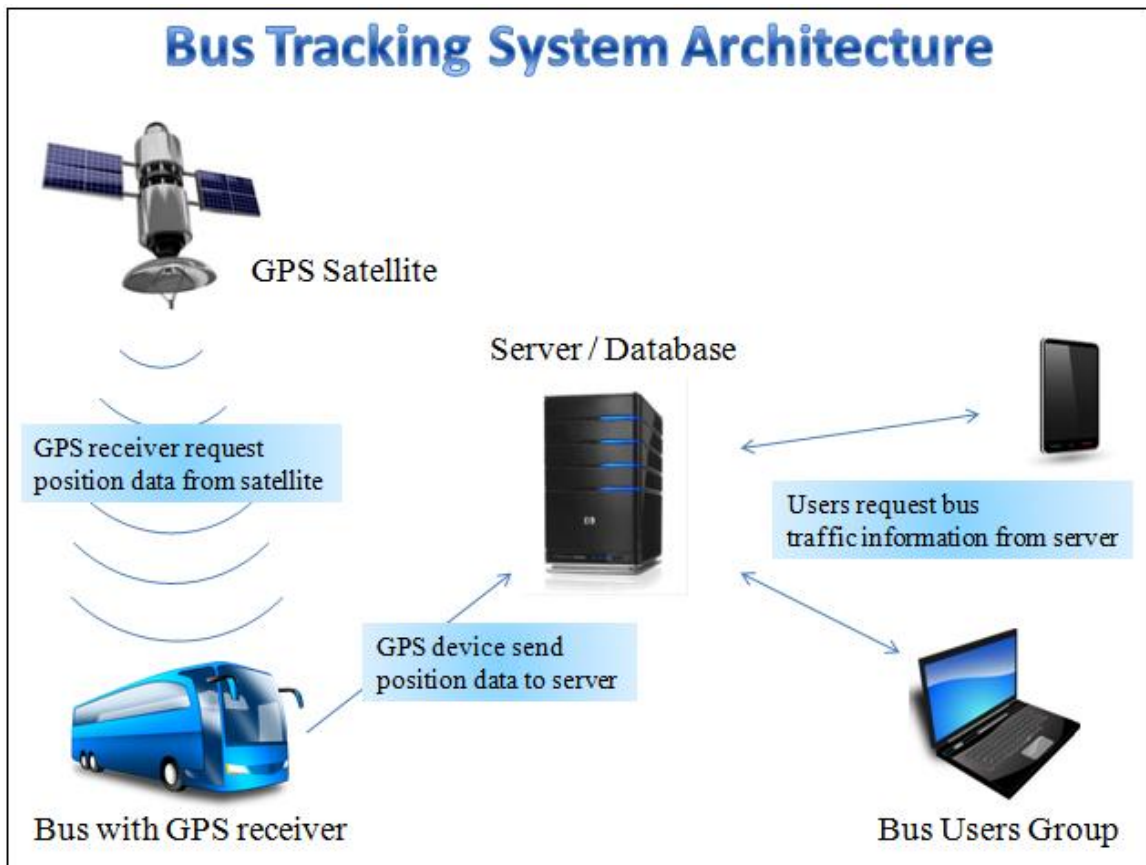 Bus Tracking System Architecture
GPS Satellite
Server / Database
GPS receiver request
position data from satellite
Users request bus
traffic information from server
GPS device send
position data to server
Bus with GPS receiver
Bus Users Group